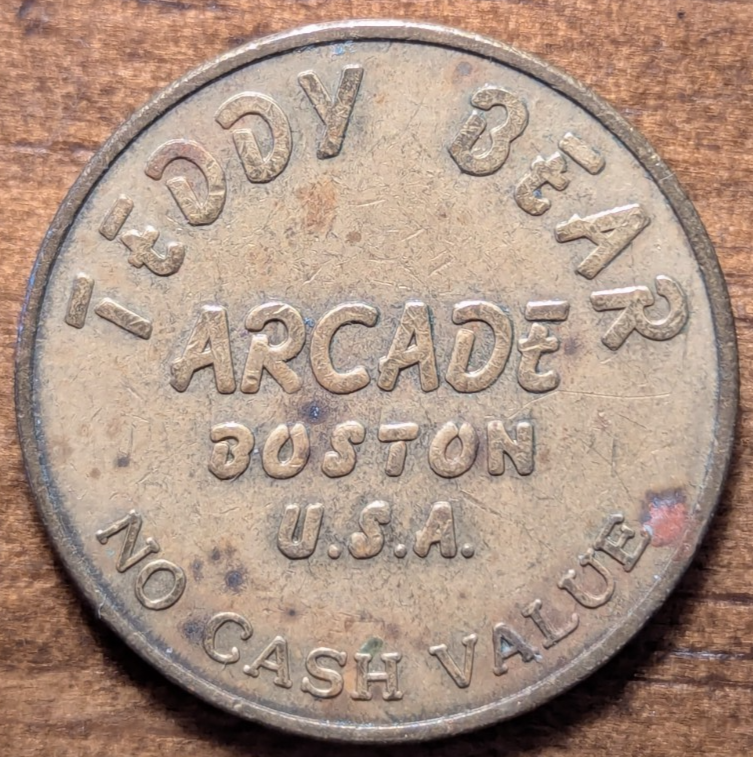 TEDDY BEAR
ARCADE
BOSTON
U.S.A.
NO CASH VALUE